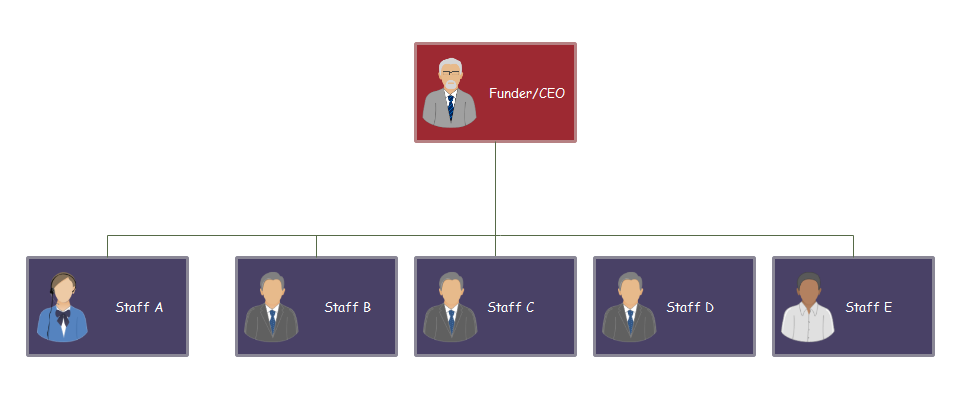 Funder/CEO
Staff A
Staff B
Staff C
Staff D
Staff E